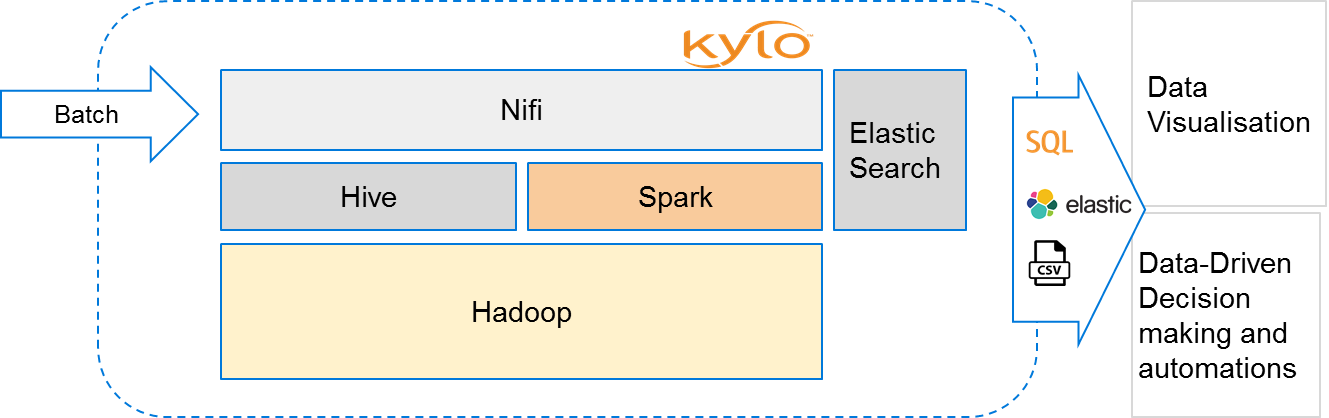 kylo
Batch
Nifi
Elastic
Search
Hive
Spark
Hadoop
SQL
elastic
CSV
Data
Visualisation
Data-Driven
Decision
making and
automations